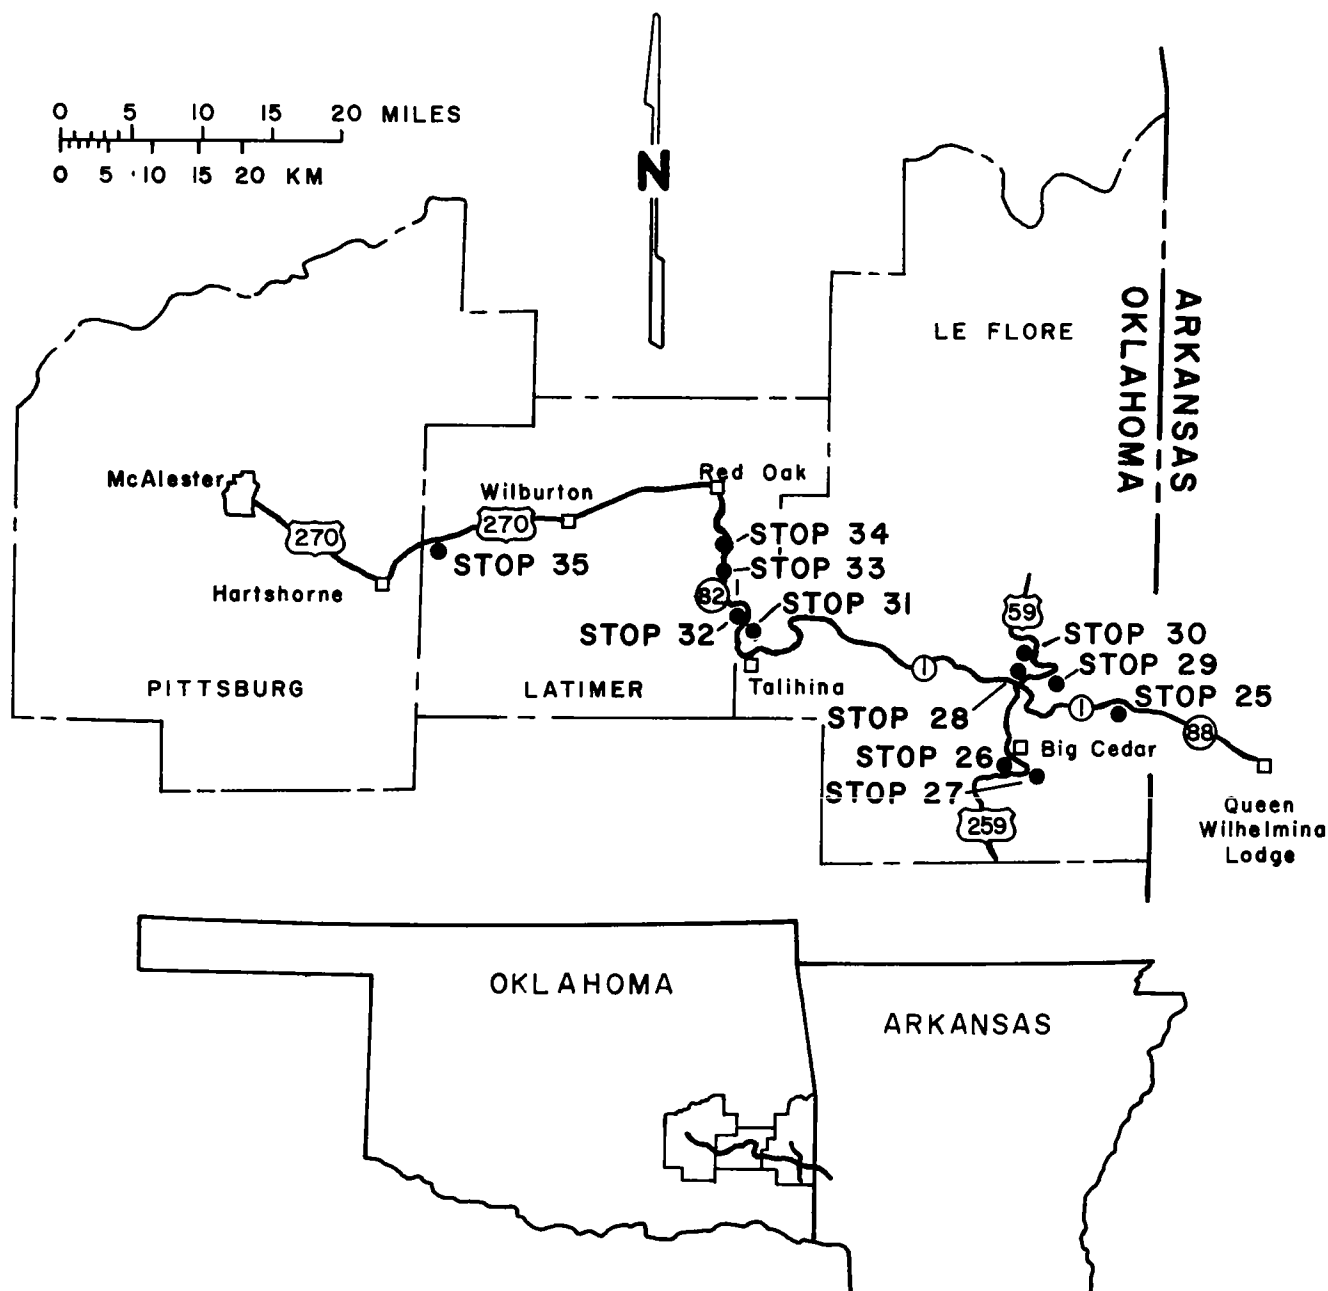 0 5 10 15 20 MILES
0 5 10 15 20 KM
N
LE FLORE
ARKANSAS
OKLAHOMA
McAlester
Red Oak
Wilburton
270
270
STOP 34
STOP 35
STOP 33
Hartshorne
82
STOP 31
59
STOP 32
STOP 30
STOP 29
1
PITTSBURG
LATIMER
Talihina
STOP 25
STOP 28
1
88
STOP 26
Big Cedar
STOP 27
259
Queen
Wilhelmina
Lodge
OKLAHOMA
ARKANSAS